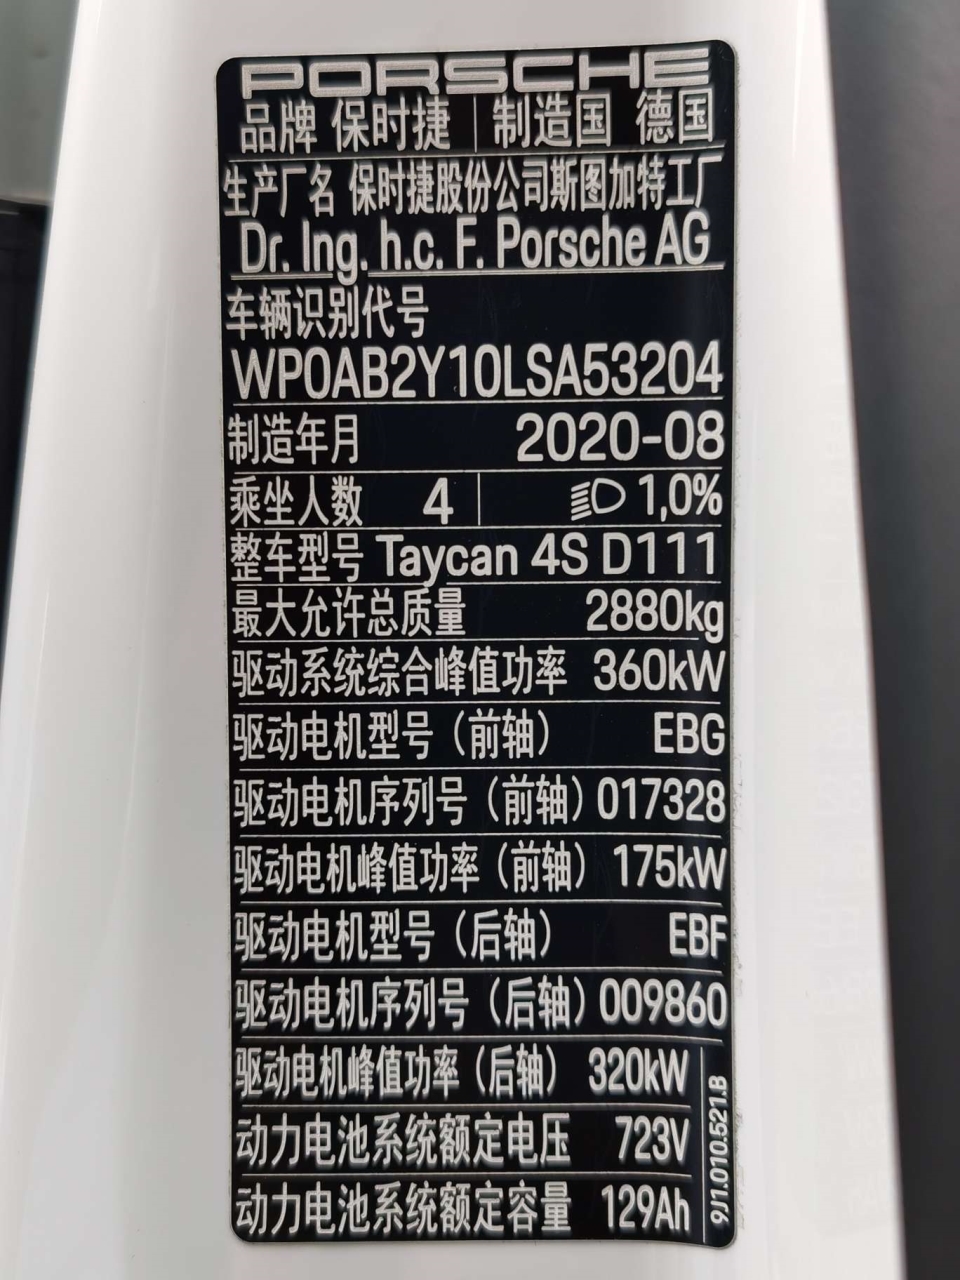 PORSCHE
品牌 保时捷 | 制造国 德国
生产厂名 保时捷股份公司斯图加特工厂
Dr. Ing. h.c. F. Porsche AG
车辆识别代号
WP0AB2Y10LSA53204
制造年月 2020-08
乘坐人数 4 | 1,0%
整车型号 Taycan 4S D111
最大允许总质量 2880kg
驱动系统综合峰值功率 360kW
驱动电机型号（前轴） EBG
驱动电机序列号（前轴）017328
驱动电机峰值功率（前轴） 175kW
驱动电机型号（后轴） EBF
驱动电机序列号（后轴）009860
驱动电机峰值功率（后轴） 320kW
动力电池系统额定电压 723V
动力电池系统额定容量 129Ah
9J1.010.521.B